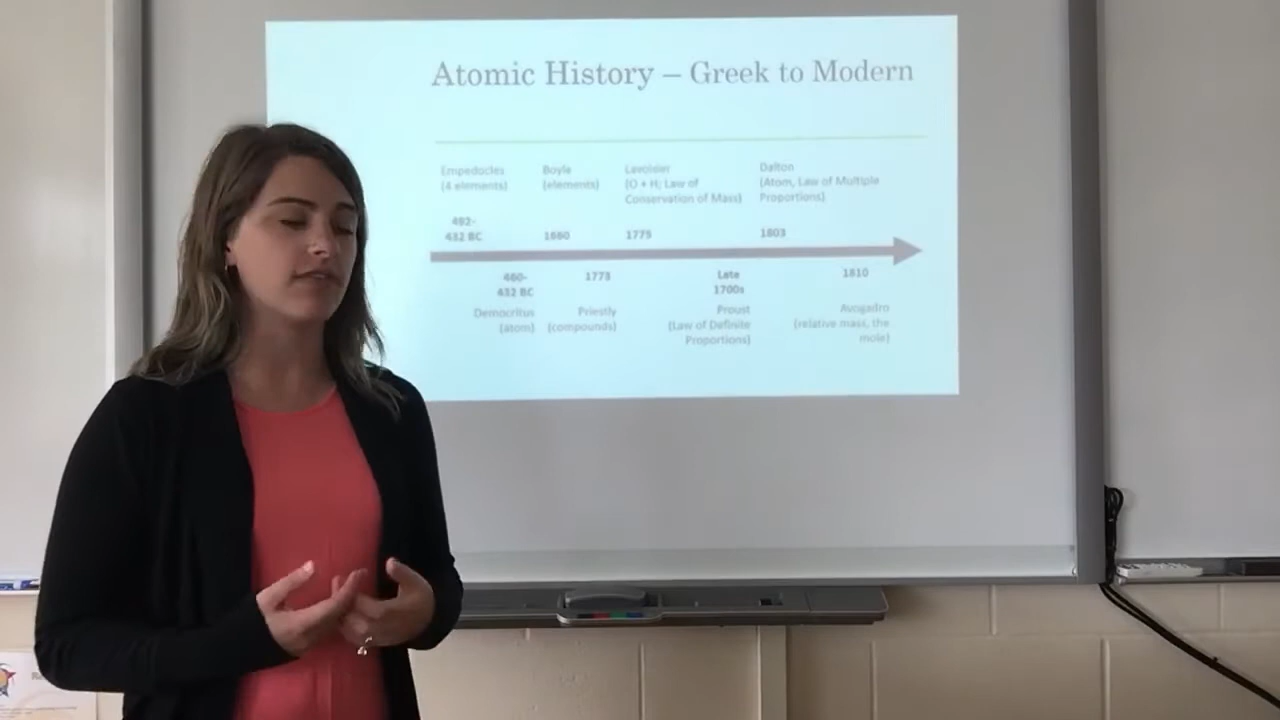 Atomic History – Greek to Modern
Empedocles
(4 elements)
Boyle
(elements)
Lavoisier
(O + H; Law of
Conservation of Mass)
Dalton
(Atom, Law of Multiple
Proportions)
492-
432 BC
1660
1775
1803
460-
432 BC
1773
Late
1700s
1810
Democritus
(atom)
Priestly
(compounds)
Proust
(Law of Definite
Proportions)
Avogadro
(relative mass, the
mole)